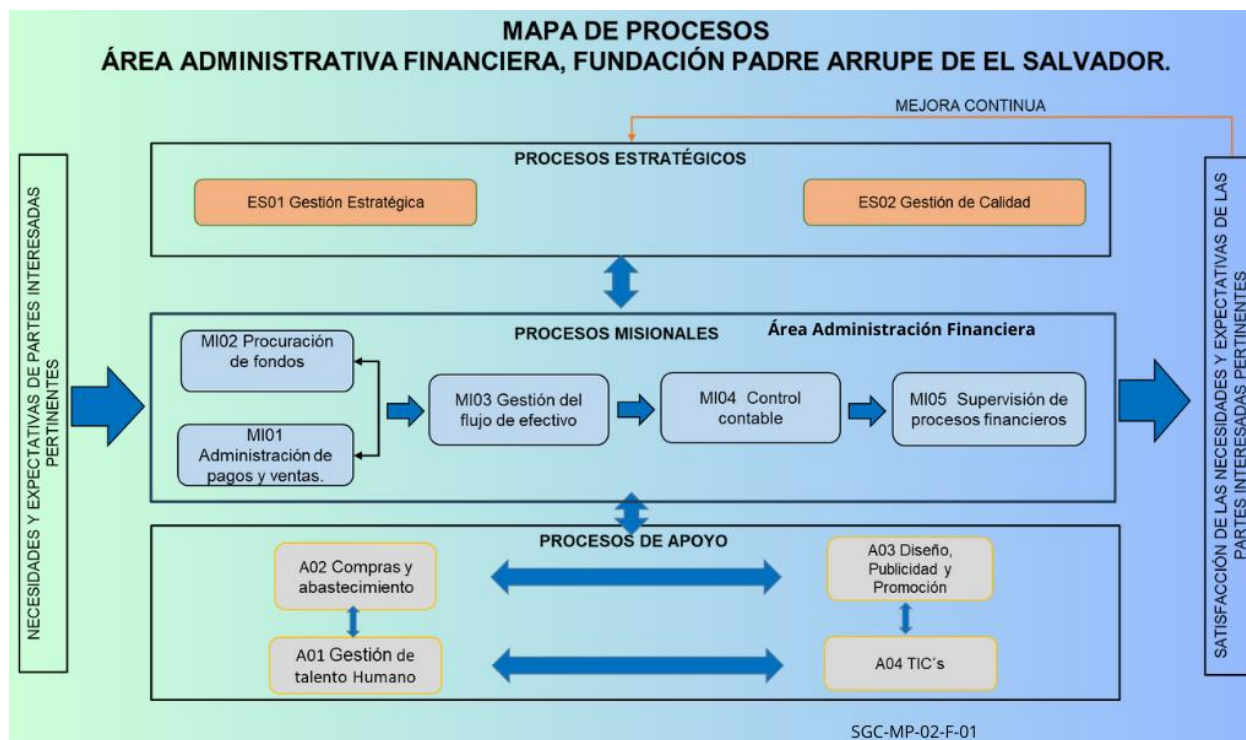 MAPA DE PROCESOS
ÁREA ADMINISTRATIVA FINANCIERA, FUNDACIÓN PADRE ARRUPE DE EL SALVADOR.
MEJORA CONTINUA
NECESIDADES Y EXPECTATIVAS DE PARTES INTERESADAS
PERTINENTES
PROCESOS ESTRATÉGICOS
ES01 Gestión Estratégica
ES02 Gestión de Calidad
PROCESOS MISIONALES
Área Administración Financiera
MI02 Procuración
de fondos
MI01
Administración de
pagos y ventas.
MI03 Gestión del
flujo de efectivo
MI04 Control
contable
MI05 Supervisión de
procesos financieros
PROCESOS DE APOYO
A02 Compras y
abastecimiento
A03 Diseño,
Publicidad y
Promoción
A01 Gestión de
talento Humano
A04 TIC´s
SATISFACCIÓN DE LAS NECESIDADES Y EXPECTATIVAS DE LAS
PARTES INTERESADAS PERTINENTES
SGC-MP-02-F-01